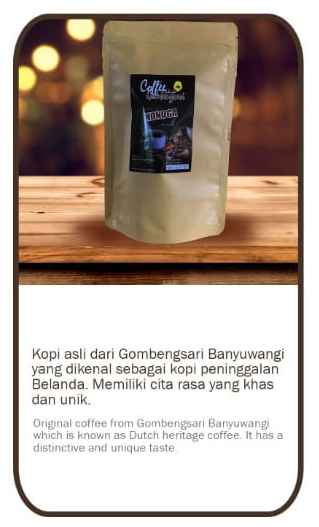 Coffee
Gombengsari
KONOGA
Kopi asli dari Gombengsari Banyuwangi
yang dikenal sebagai kopi peninggalan
Belanda. Memiliki cita rasa yang khas
dan unik.
Original coffee from Gombengsari Banyuwangi
which is known as Dutch heritage coffee. It has a
distinctive and unique taste.